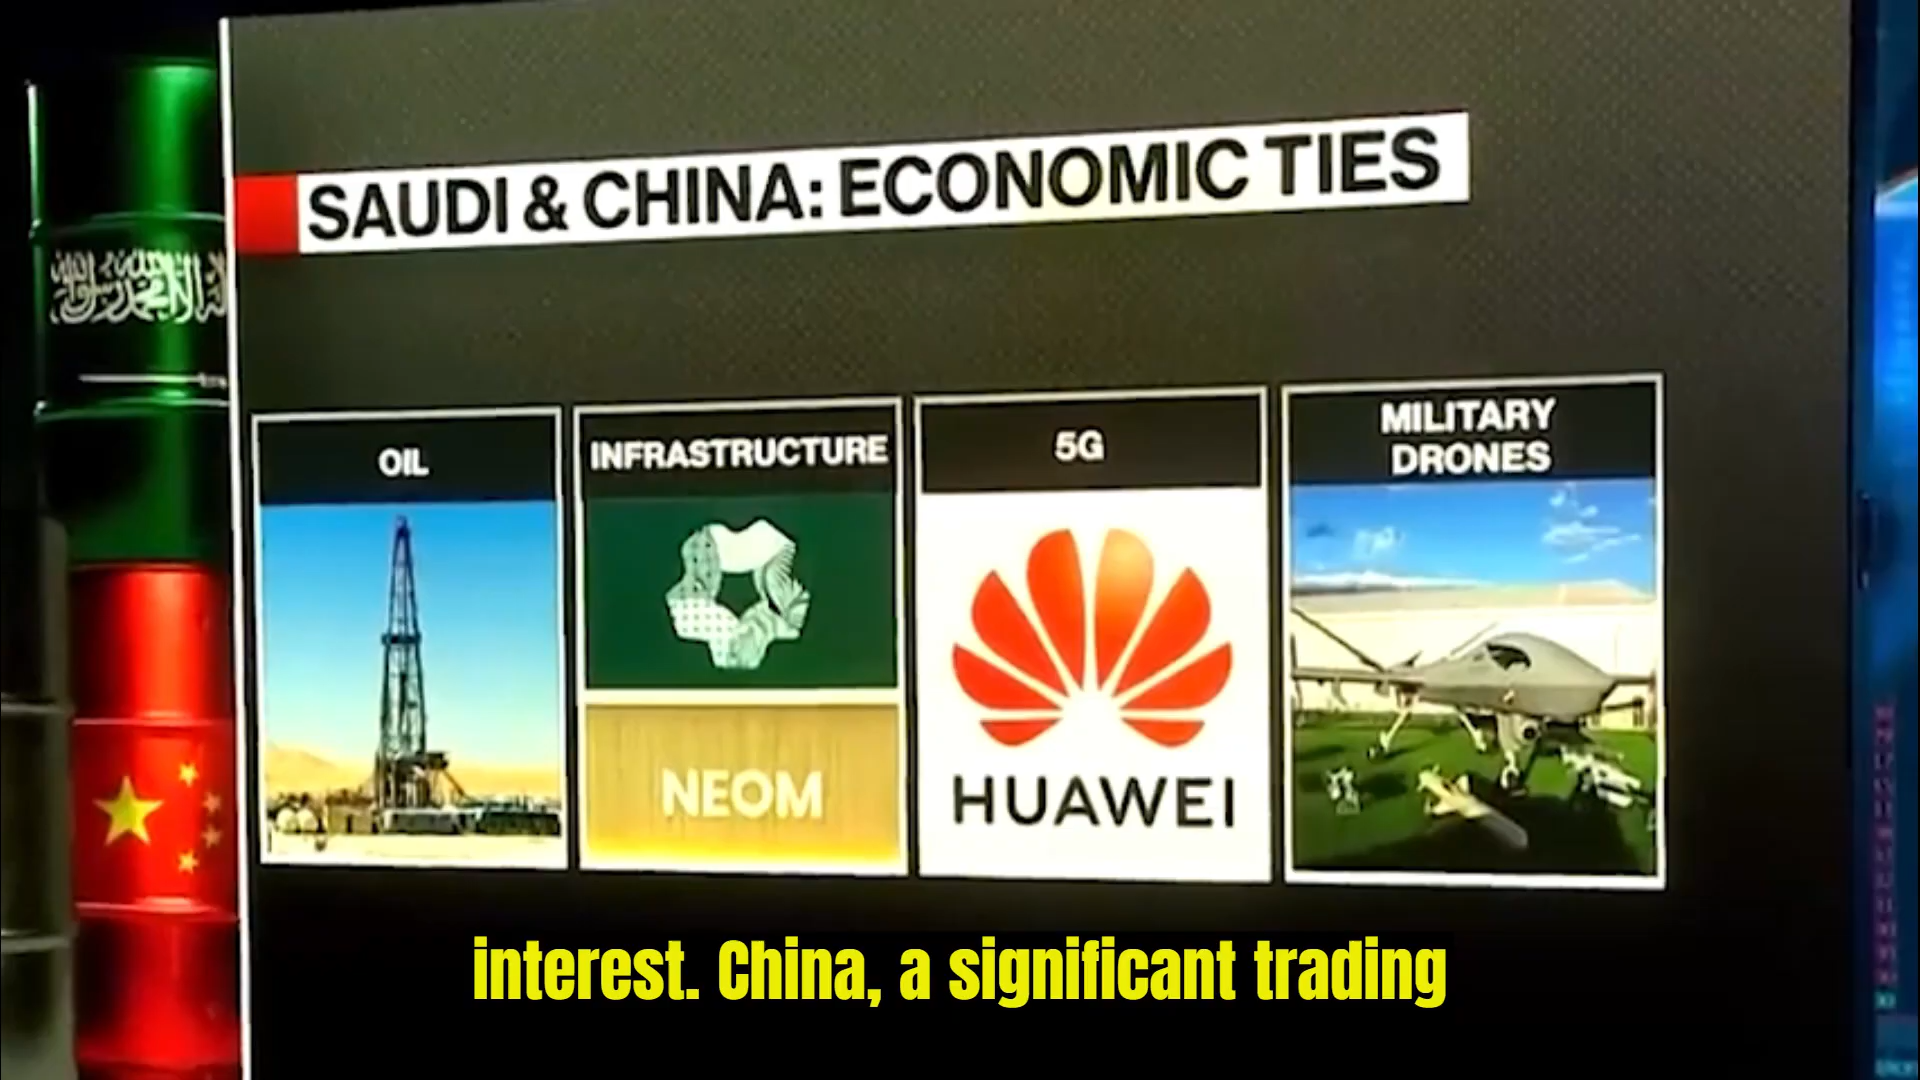 SAUDI & CHINA: ECONOMIC TIES
OIL
INFRASTRUCTURE
5G
MILITARY
DRONES
NEOM
HUAWEI
interest. China, a significant trading